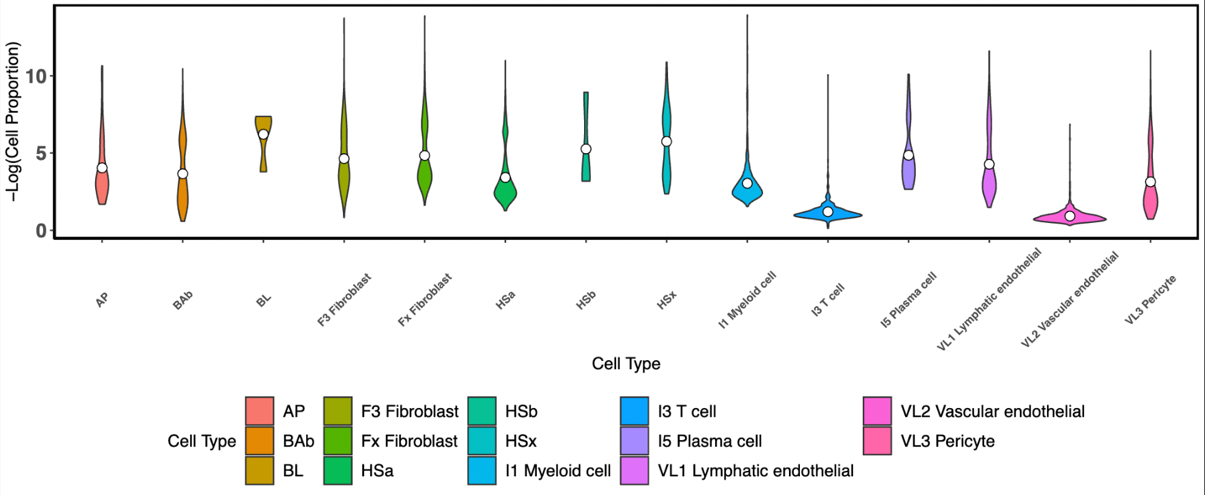 −Log(Cell Proportion)
10
5
0
AP
BAb
BL
F3 Fibroblast
Fx Fibroblast
HSa
HSb
HSx
I1 Myeloid cell
I3 T cell
I5 Plasma cell
VL1 Lymphatic endothelial
VL2 Vascular endothelial
VL3 Pericyte
Cell Type
Cell Type
AP
BAb
BL
F3 Fibroblast
Fx Fibroblast
HSa
HSb
HSx
I1 Myeloid cell
I3 T cell
I5 Plasma cell
VL1 Lymphatic endothelial
VL2 Vascular endothelial
VL3 Pericyte